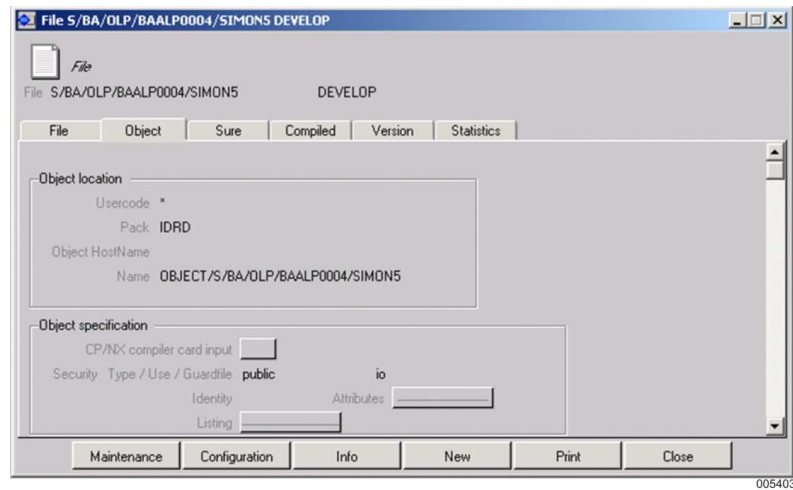 File S/BA/OLP/BAALP0004/SIMON5 DEVELOP
File
File S/BA/OLP/BAALP0004/SIMON5 DEVELOP
File Object Sure Compiled Version Statistics
Object location
Usercode *
Pack IDRD
Object HostName
Name OBJECT/S/BA/OLP/BAALP0004/SIMON5
Object specification
CP/NX compiler card input
Security Type / Use / Guardfile public io
Identity Attributes
Listing
Maintenance Configuration Info New Print Close
005403